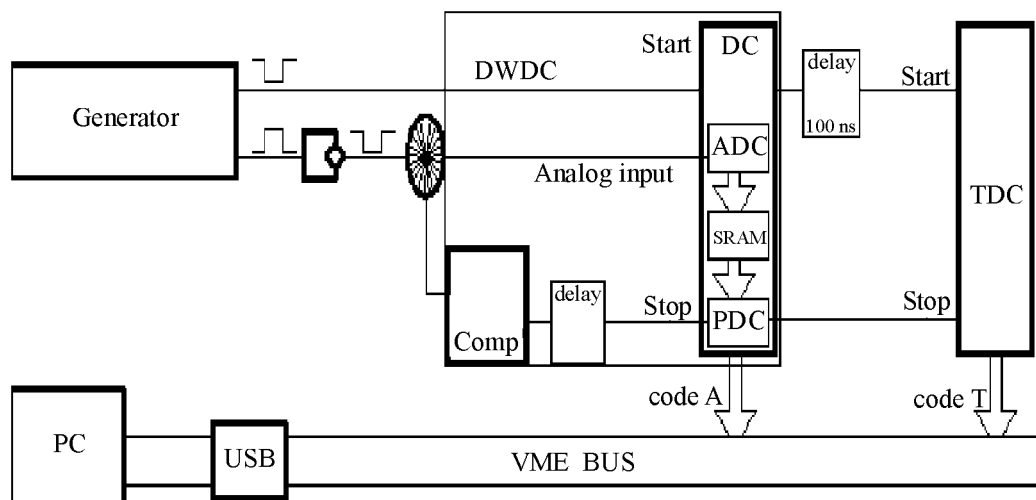 Start
DC
delay
Start
DWDC
Generator
100 ns
ADC
Analog input
TDC
SRAM
delay
Stop
Stop
PDC
Comp
code A
code T
PC
USB
VME BUS